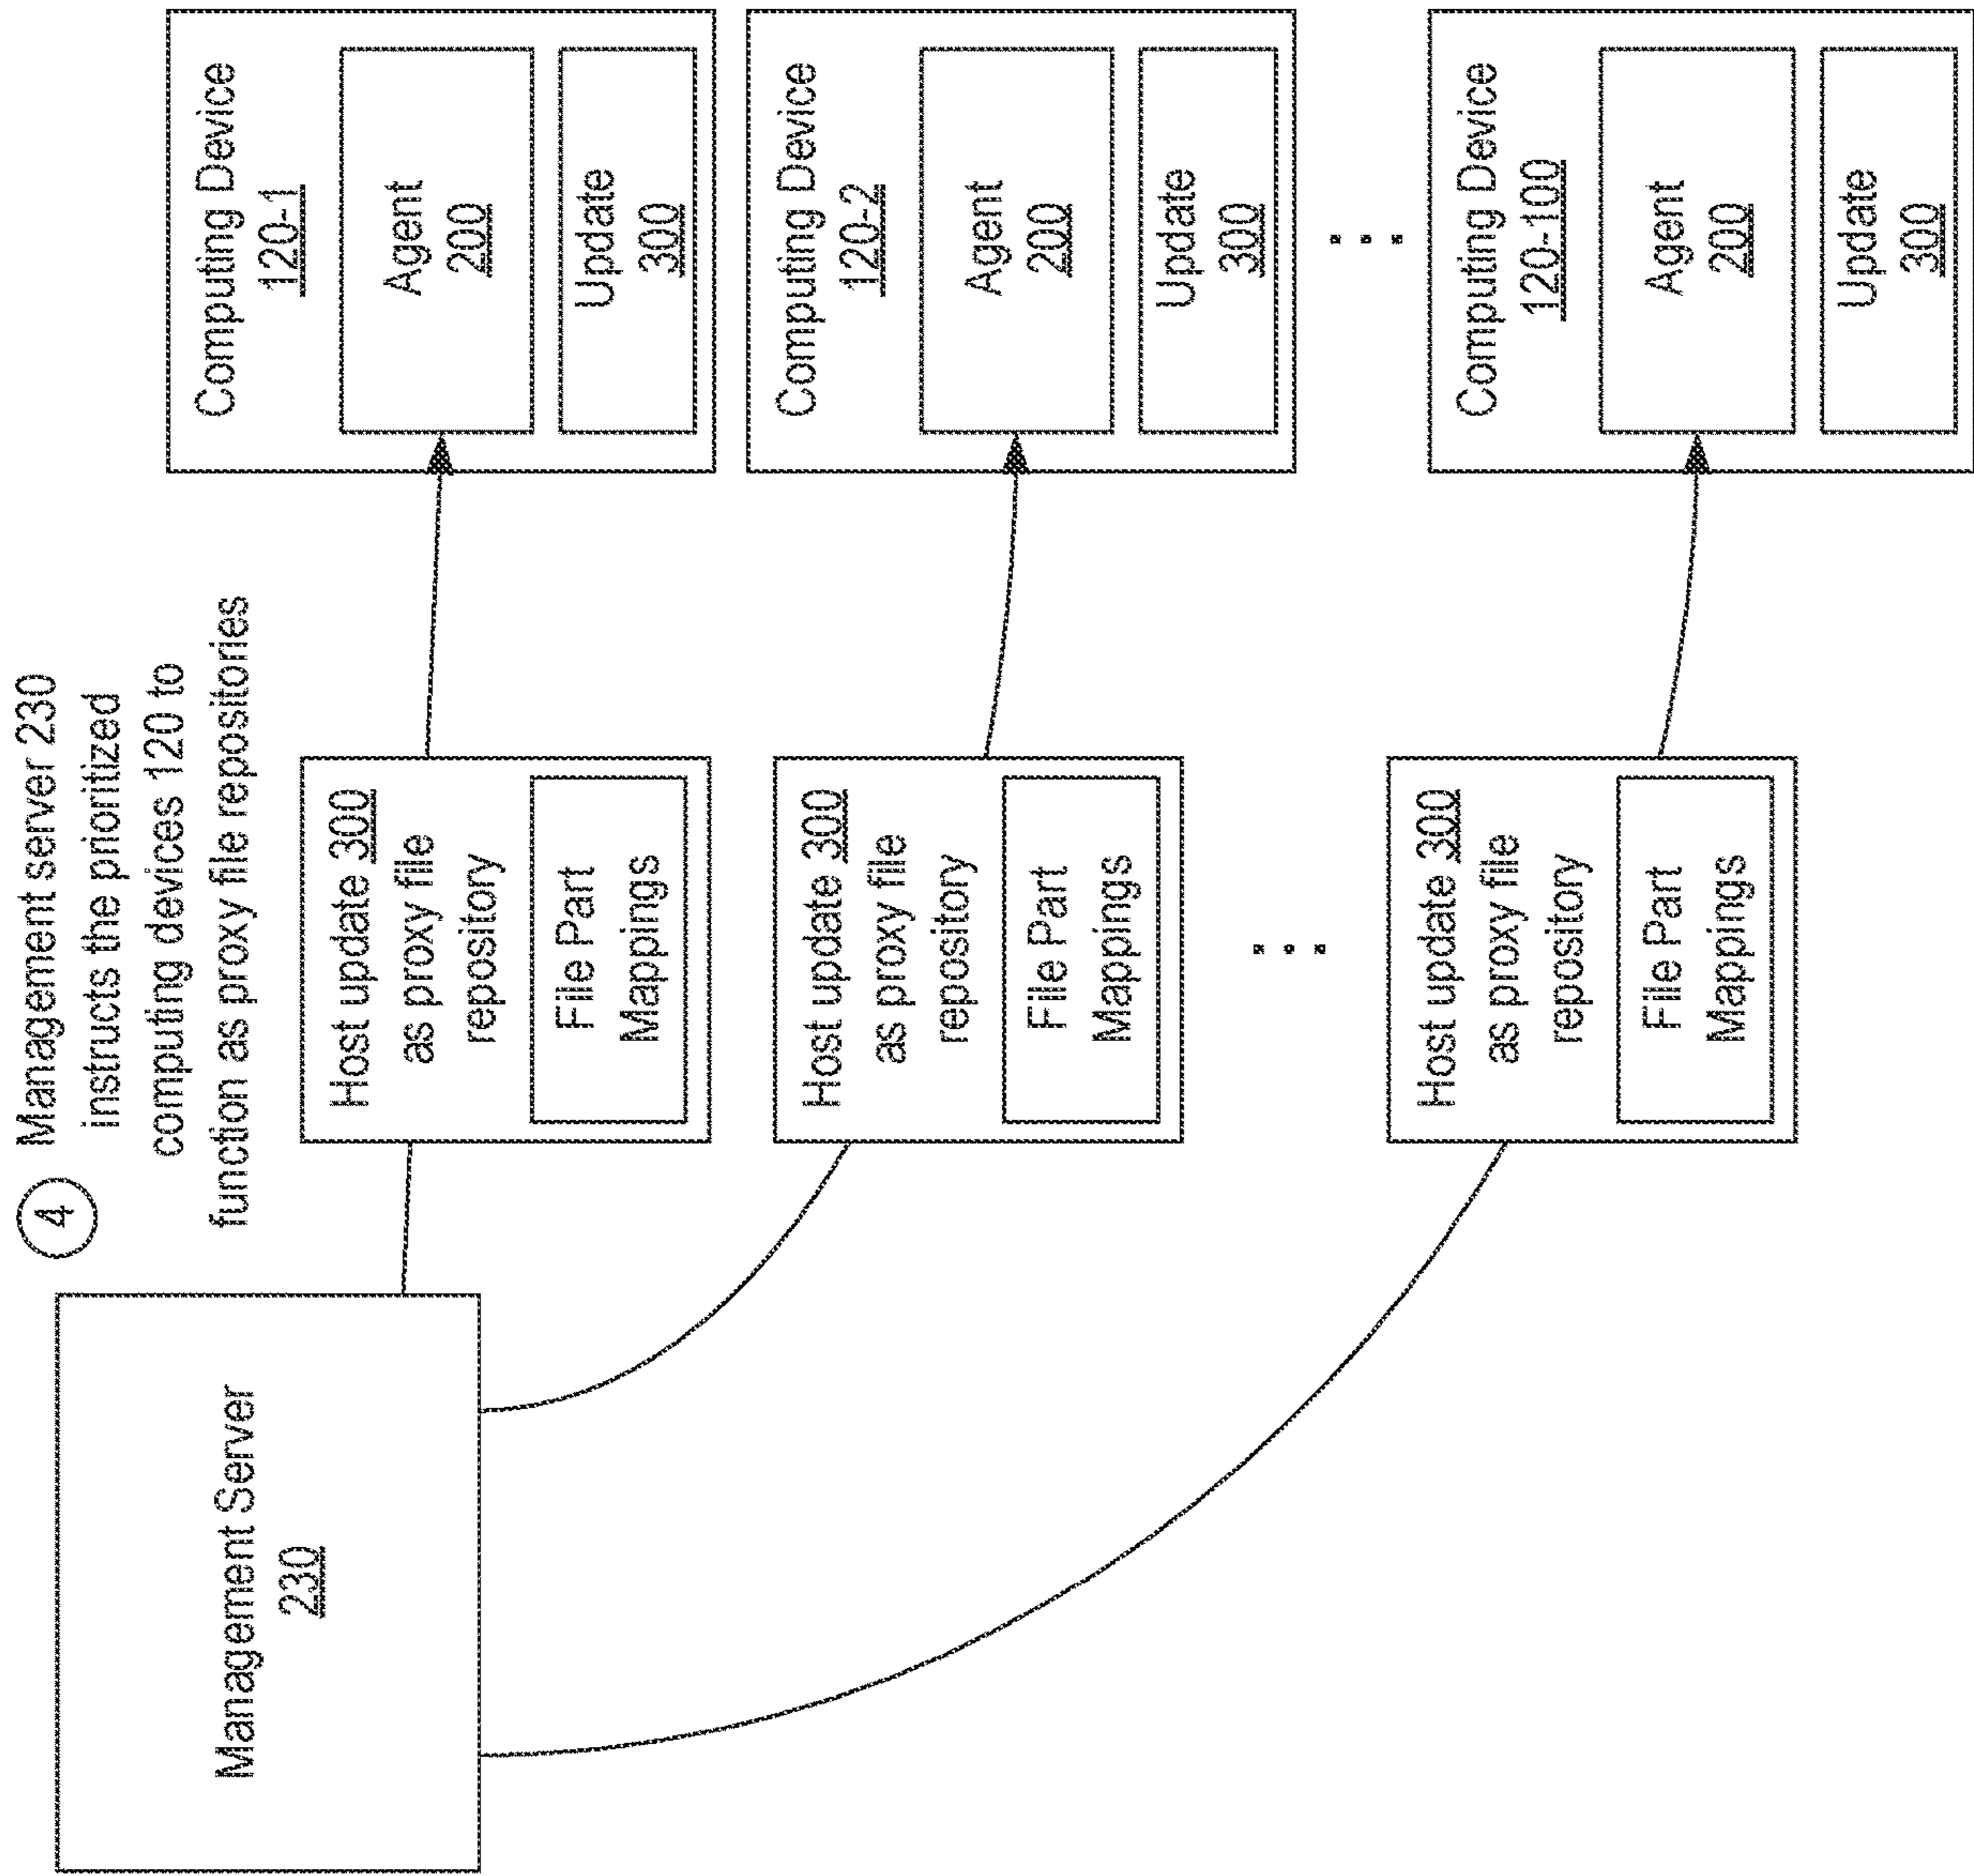 4
Management server 230
instructs the prioritized
computing devices 120 to
function as proxy file repositories
Management Server
230
Host update 300
as proxy file
repository
File Part
Mappings
Computing Device
120-1
Agent
200
Update
300
Host update 300
as proxy file
repository
File Part
Mappings
Computing Device
120-2
Agent
200
Update
300
Host update 300
as proxy file
repository
File Part
Mappings
Computing Device
120-100
Agent
200
Update
300